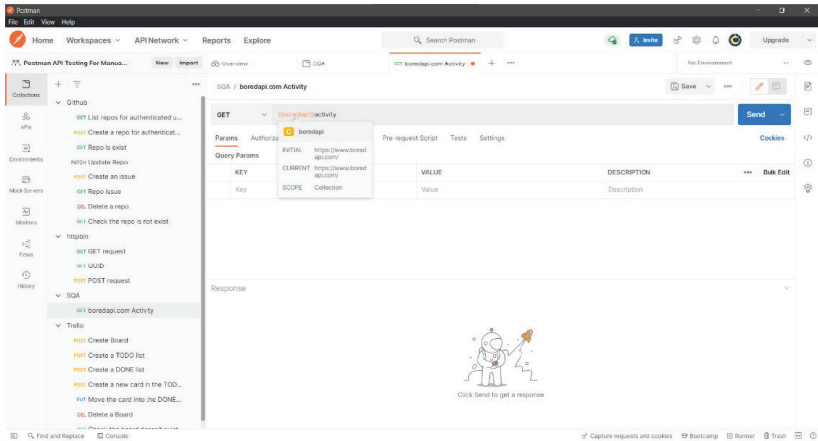 Postman
File Edit View Help
Home Workspaces API Network Reports Explore
Search Postman
Invite
Upgrade
Postman API Testing For Manua...
New Import
Overview
SQA
GET boredapi.com Activity
No Environment
Collections
APIs
Environments
Mock Servers
Monitors
Flows
History
Github
GET List repos for authenticated u...
POST Create a repo for authenticat...
GET Repo is exist
PATCH Update Repo
POST Create an issue
GET Repo Issue
DEL Delete a repo
GET Check the repo is not exist
httpbin
GET GET request
GET UUID
POST POST request
SQA
GET boredapi.com Activity
Trello
POST Create Board
POST Create a TODO list
POST Create a DONE list
POST Create a new card in the TOD...
PUT Move the card into the DONE...
DEL Delete a Board
SQA / boredapi.com Activity
Save
GET
{{boredapi}}activity
Send
Params Authoriza
Pre-request Script Tests Settings
Cookies
C boredapi
INITIAL https://www.bored
api.com/
CURRENT https://www.bored
api.com/
SCOPE Collection
Query Params
KEY VALUE DESCRIPTION
Bulk Edit
Key Value Description
Response
Click Send to get a response
Find and Replace Console
Capture requests and cookies Bootcamp Runner Trash